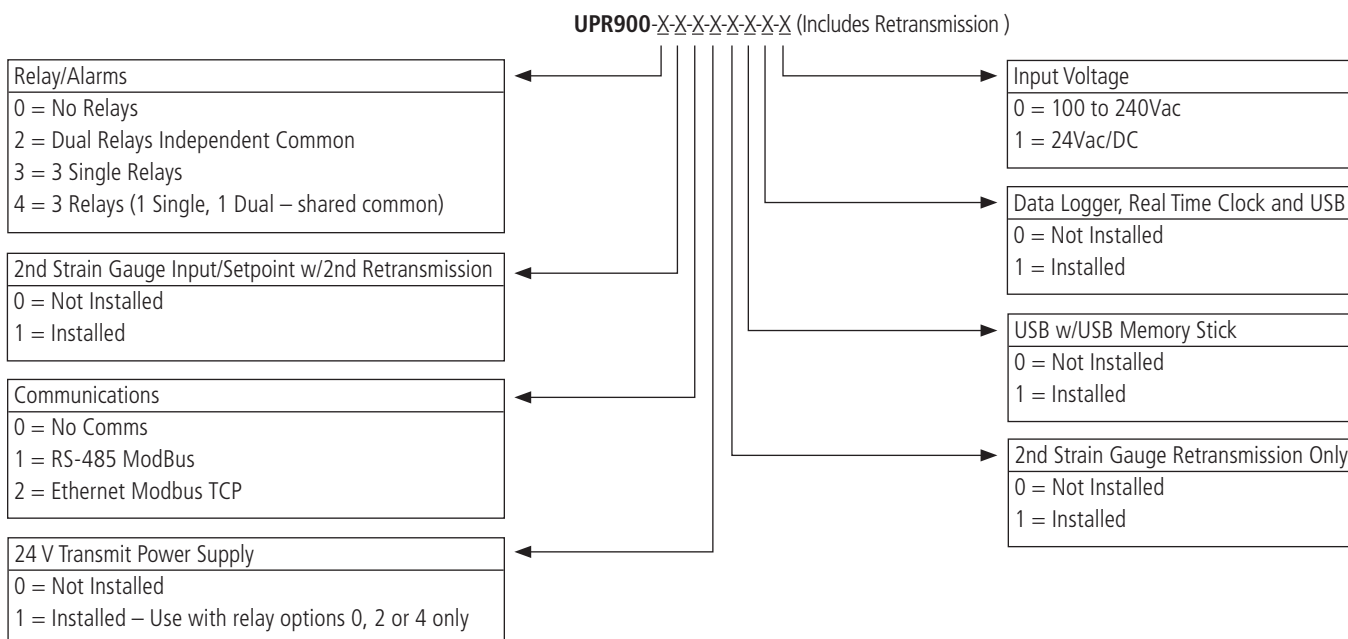 UPR900-X-X-X-X-X-X-X-X (Includes Retransmission )
Relay/Alarms
0 = No Relays
2 = Dual Relays Independent Common
3 = 3 Single Relays
4 = 3 Relays (1 Single, 1 Dual – shared common)
2nd Strain Gauge Input/Setpoint w/2nd Retransmission
0 = Not Installed
1 = Installed
Communications
0 = No Comms
1 = RS-485 ModBus
2 = Ethernet Modbus TCP
24 V Transmit Power Supply
0 = Not Installed
1 = Installed – Use with relay options 0, 2 or 4 only
Input Voltage
0 = 100 to 240Vac
1 = 24Vac/DC
Data Logger, Real Time Clock and USB
0 = Not Installed
1 = Installed
USB w/USB Memory Stick
0 = Not Installed
1 = Installed
2nd Strain Gauge Retransmission Only
0 = Not Installed
1 = Installed